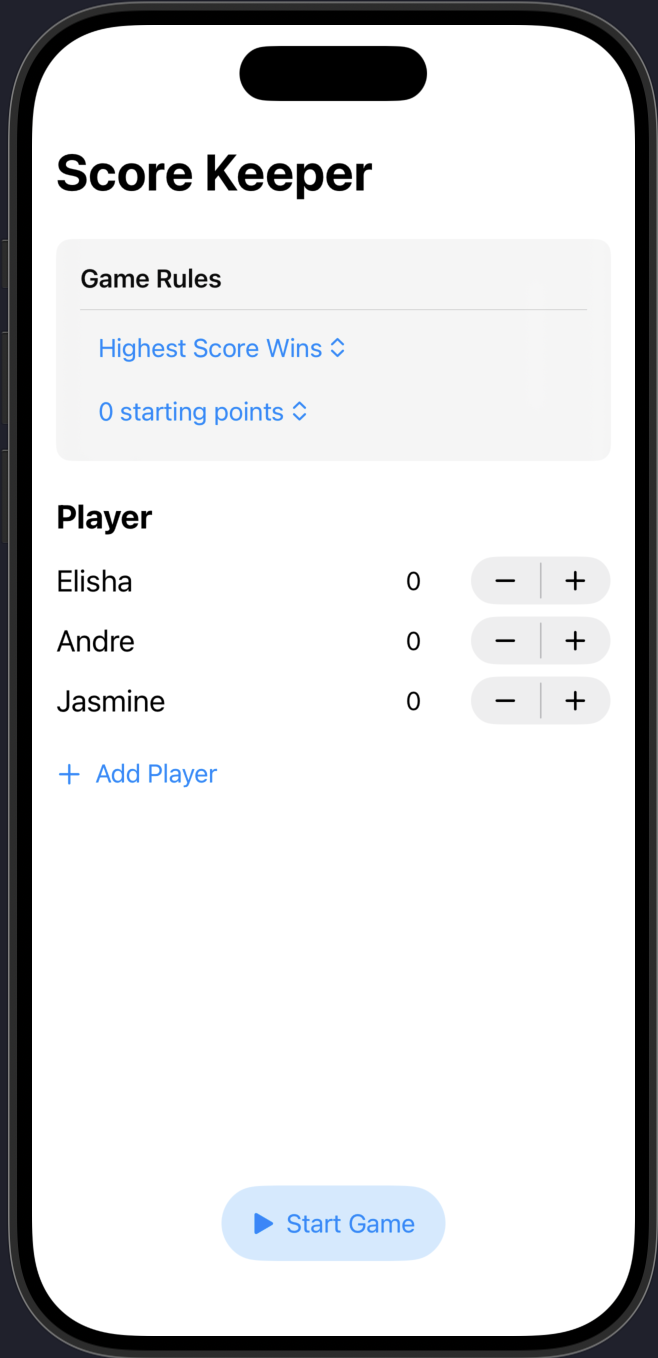 Score Keeper
Game Rules
Highest Score Wins
0 starting points
Player
Elisha 0 − +
Andre 0 − +
Jasmine 0 − +
+ Add Player
Start Game